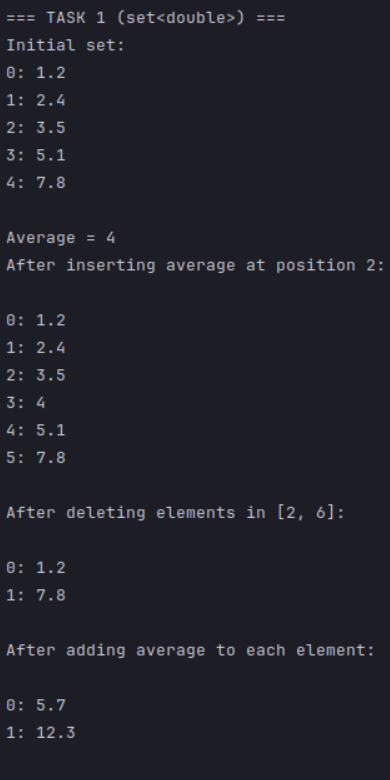 === TASK 1 (set<double>) ===
Initial set:
0: 1.2
1: 2.4
2: 3.5
3: 5.1
4: 7.8
Average = 4
After inserting average at position 2:
0: 1.2
1: 2.4
2: 3.5
3: 4
4: 5.1
5: 7.8
After deleting elements in [2, 6]:
0: 1.2
1: 7.8
After adding average to each element:
0: 5.7
1: 12.3